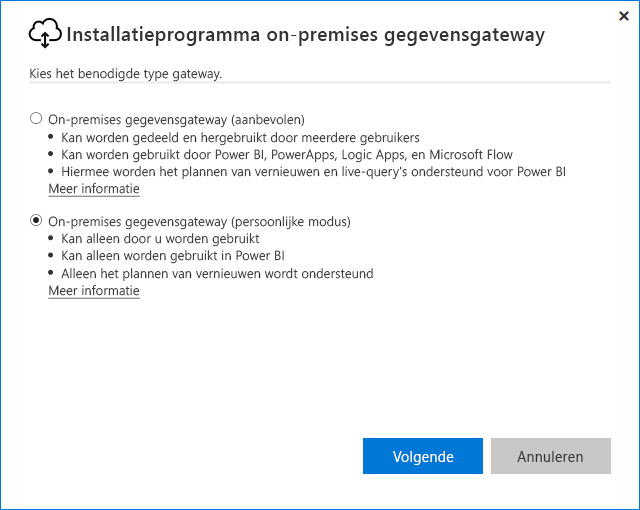 Installatieprogramma on-premises gegevensgateway
Kies het benodigde type gateway.
On-premises gegevensgateway (aanbevolen)
• Kan worden gedeeld en hergebruikt door meerdere gebruikers
• Kan worden gebruikt door Power BI, PowerApps, Logic Apps, en Microsoft Flow
• Hiermee worden het plannen van vernieuwen en live-query's ondersteund voor Power BI
Meer informatie
On-premises gegevensgateway (persoonlijke modus)
• Kan alleen door u worden gebruikt
• Kan alleen worden gebruikt in Power BI
• Alleen het plannen van vernieuwen wordt ondersteund
Meer informatie
Volgende
Annuleren